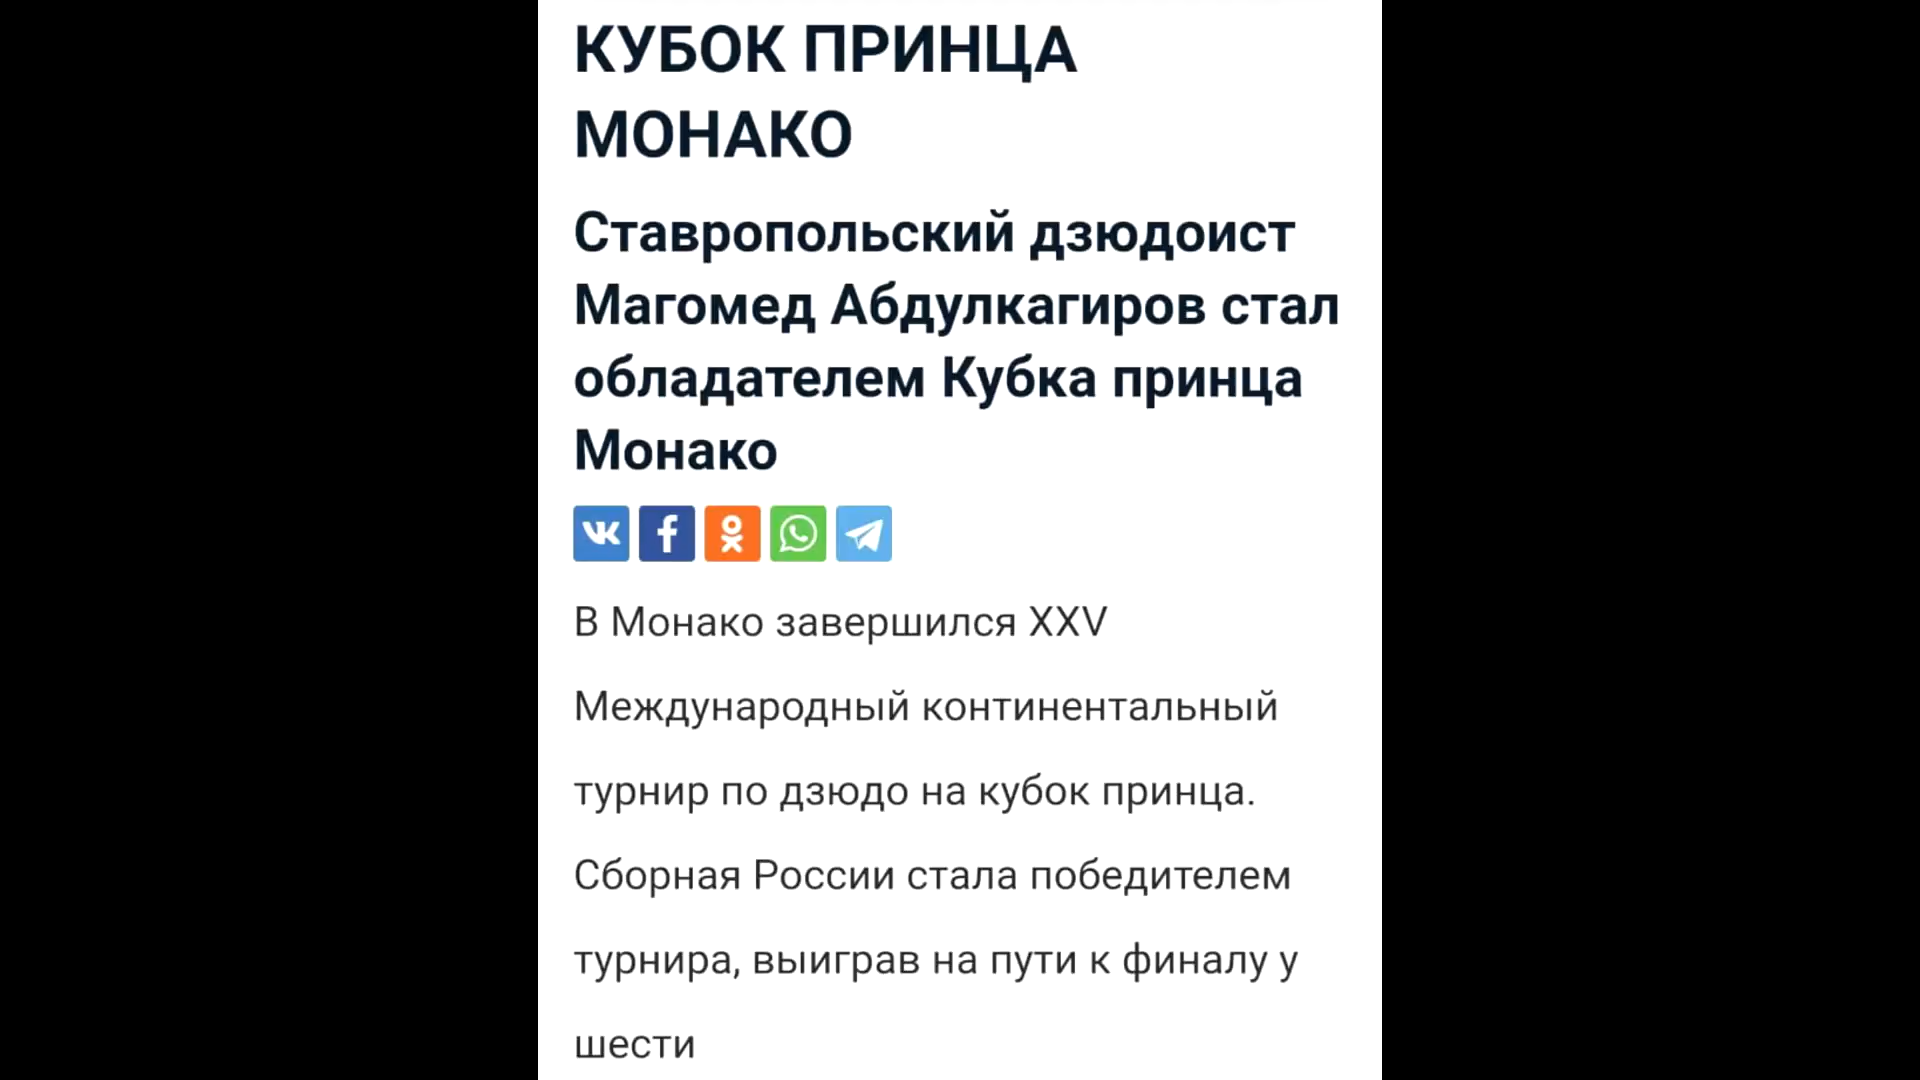 КУБОК ПРИНЦА
МОНАКО
Ставропольский дзюдоист
Магомед Абдулкагиров стал
обладателем Кубка принца
Монако
В Монако завершился XXV
Международный континентальный
турнир по дзюдо на кубок принца.
Сборная России стала победителем
турнира, выиграв на пути к финалу у
шести